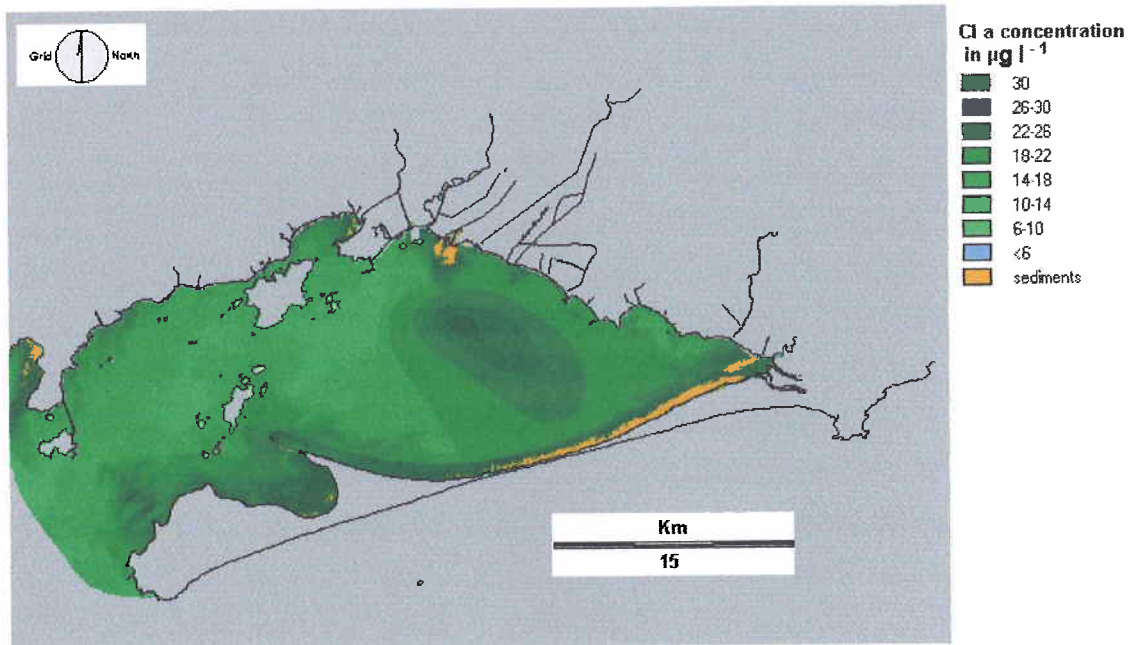 Grid North
Cl a concentration
in µg l⁻¹
30
26-30
22-26
18-22
14-18
10-14
6-10
<6
sediments
Km
15